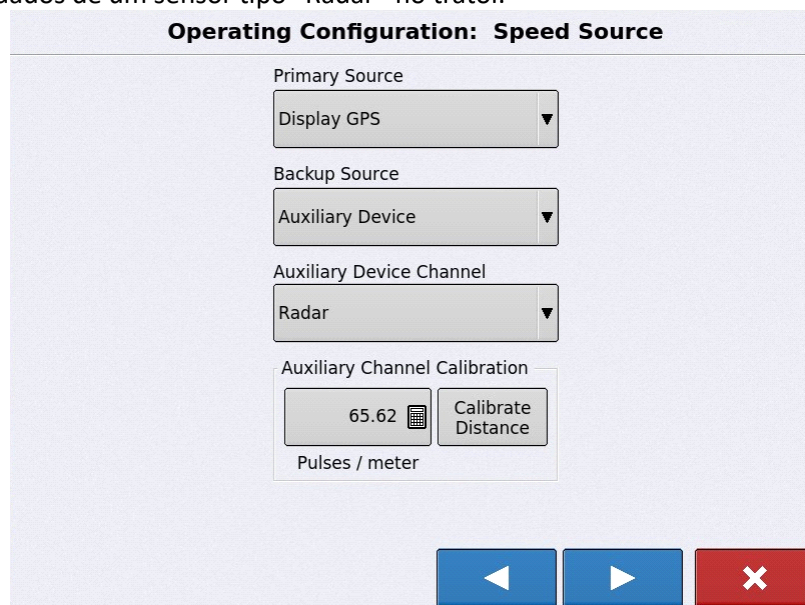 dados de um sensor tipo "Radar" no trator.
Operating Configuration: Speed Source
Primary Source
Display GPS
Backup Source
Auxiliary Device
Auxiliary Device Channel
Radar
Auxiliary Channel Calibration
65.62
Calibrate
Distance
Pulses / meter